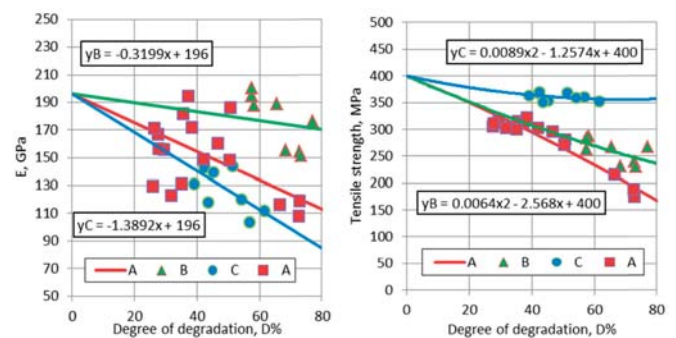 250
230
210
190
170
150
130
110
90
70
50
E, GPa
yB = -0.3199x + 196
yC = -1.3892x + 196
A B C A
0 20 40 60 80
Degree of degradation, D%
500
450
400
350
300
250
200
150
100
50
0
Tensile strength, MPa
yC = 0.0089x2 - 1.2574x + 400
yB = 0.0064x2 - 2.568x + 400
A B C A
0 20 40 60 80
Degree of degradation, D%